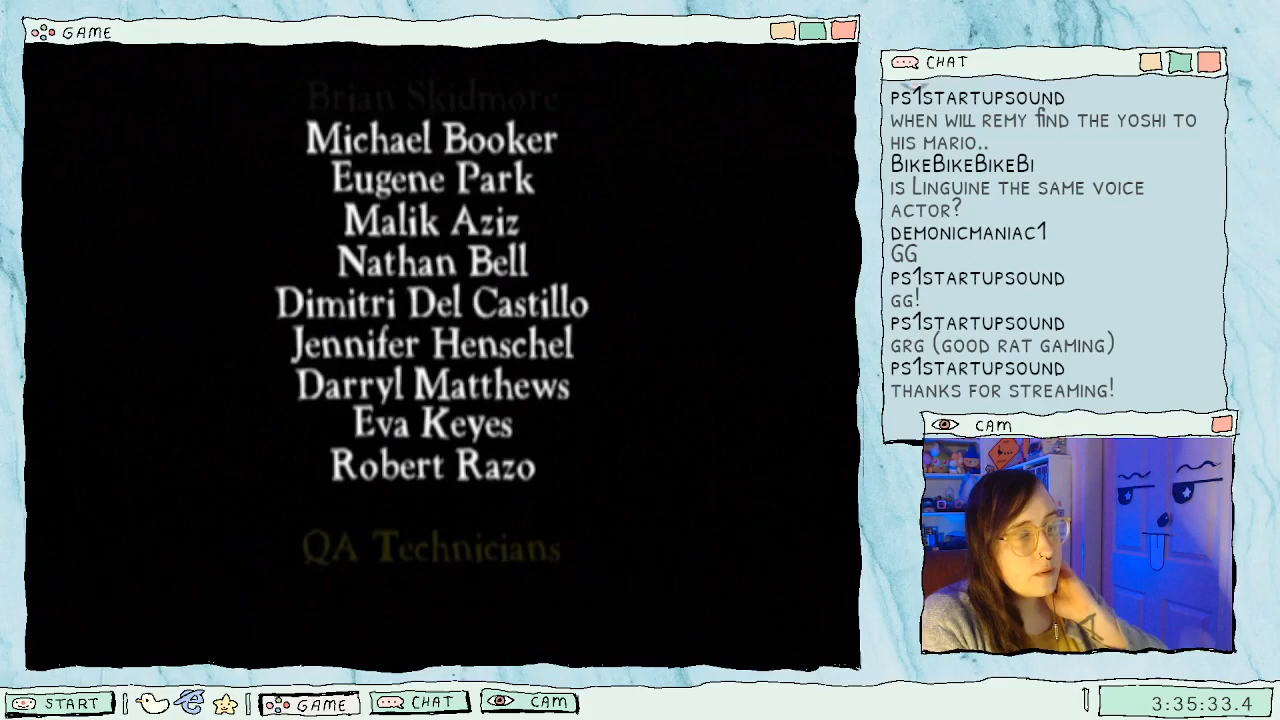 GAME
Brian Skidmore
Michael Booker
Eugene Park
Malik Aziz
Nathan Bell
Dimitri Del Castillo
Jennifer Henschel
Darryl Matthews
Eva Keyes
Robert Razo
QA Technicians
CHAT
PS1STARTUPSOUND
WHEN WILL REMY FIND THE YOSHI TO
HIS MARIO..
BIKEBIKEBIKEBI
IS LINGUINE THE SAME VOICE
ACTOR?
DEMONICMANIAC1
GG
PS1STARTUPSOUND
GG!
PS1STARTUPSOUND
GRG (GOOD RAT GAMING)
PS1STARTUPSOUND
THANKS FOR STREAMING!
CAM
START
GAME
CHAT
CAM
3:35:33.4